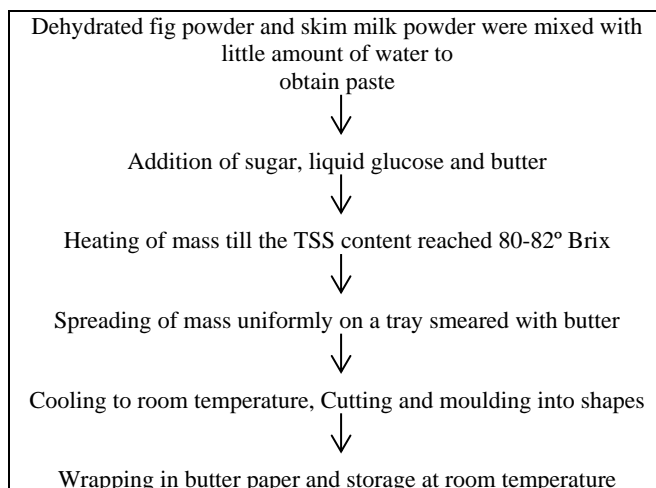 Dehydrated fig powder and skim milk powder were mixed with
little amount of water to
obtain paste
Addition of sugar, liquid glucose and butter
Heating of mass till the TSS content reached 80-82º Brix
Spreading of mass uniformly on a tray smeared with butter
Cooling to room temperature, Cutting and moulding into shapes
Wrapping in butter paper and storage at room temperature